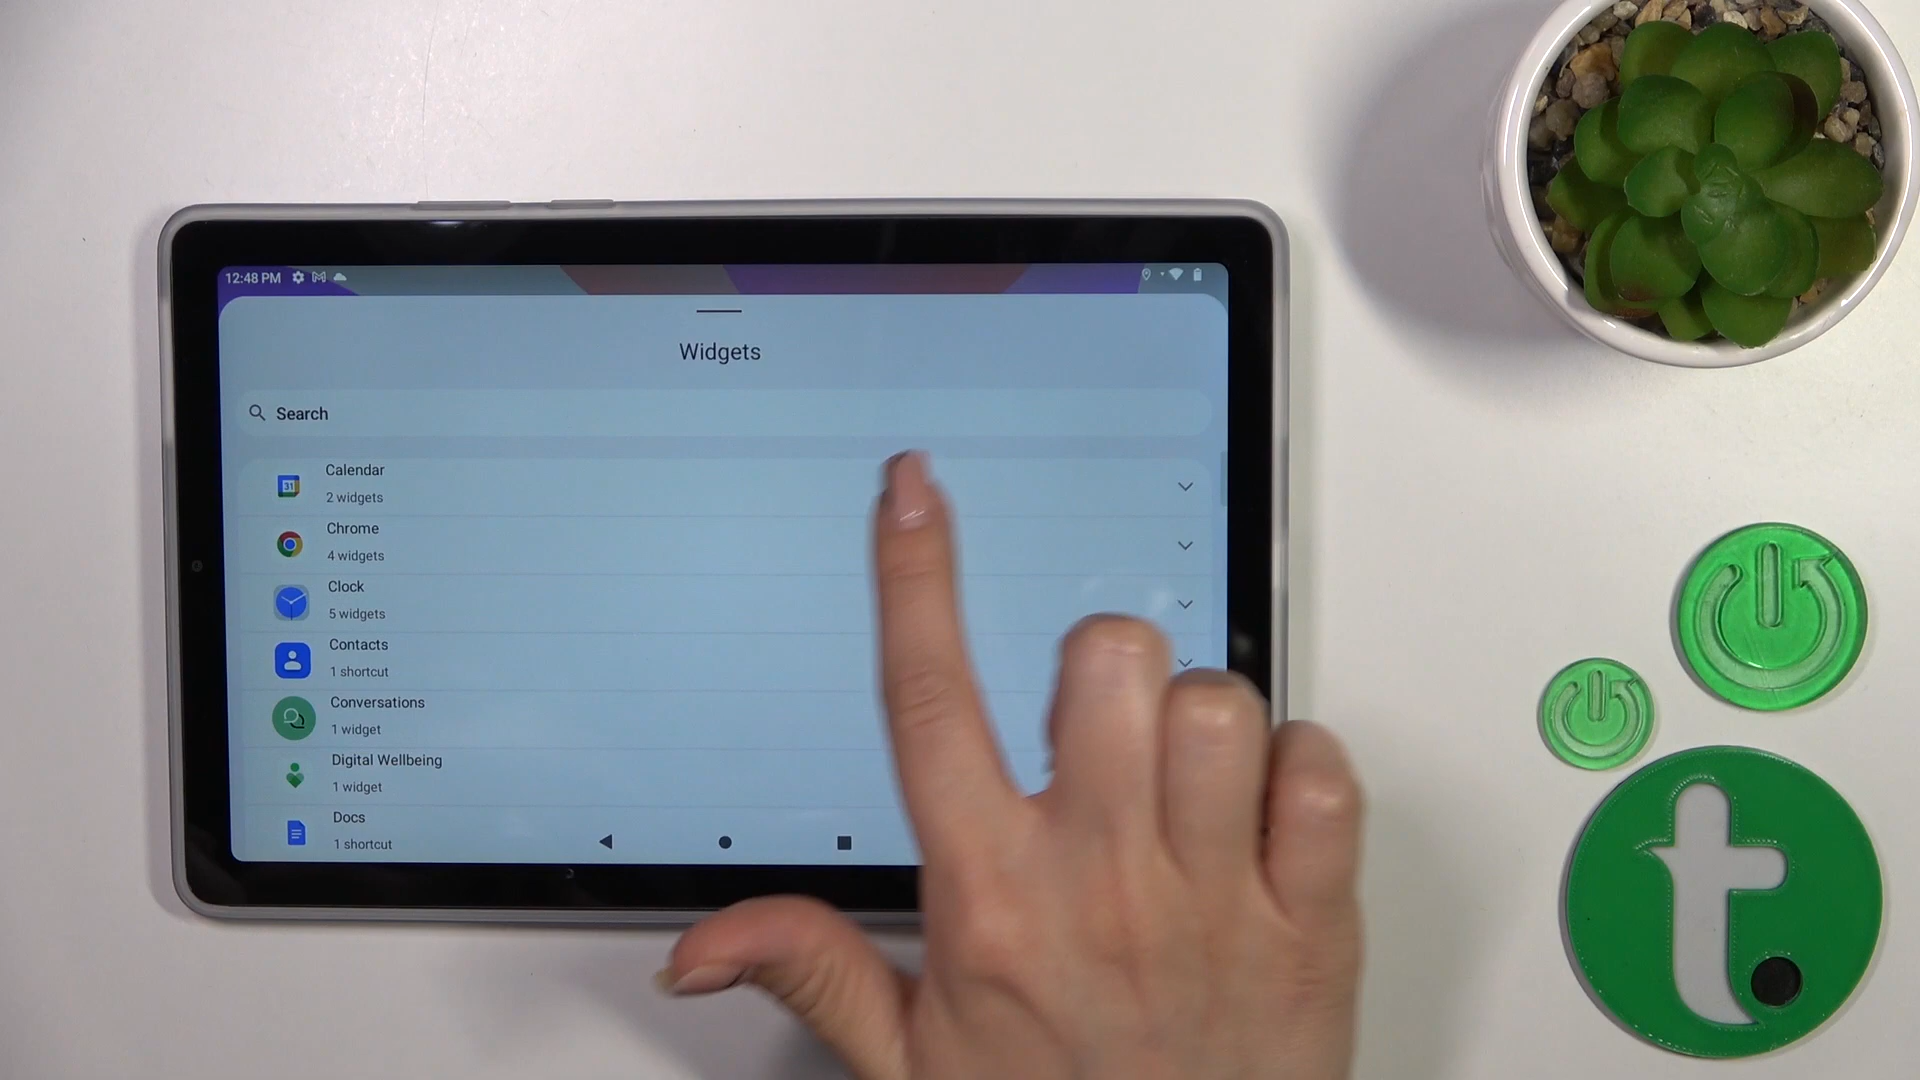 12:48 PM
Widgets
Search
Calendar
2 widgets
Chrome
4 widgets
Clock
5 widgets
Contacts
1 shortcut
Conversations
1 widget
Digital Wellbeing
1 widget
Docs
1 shortcut
31
t.